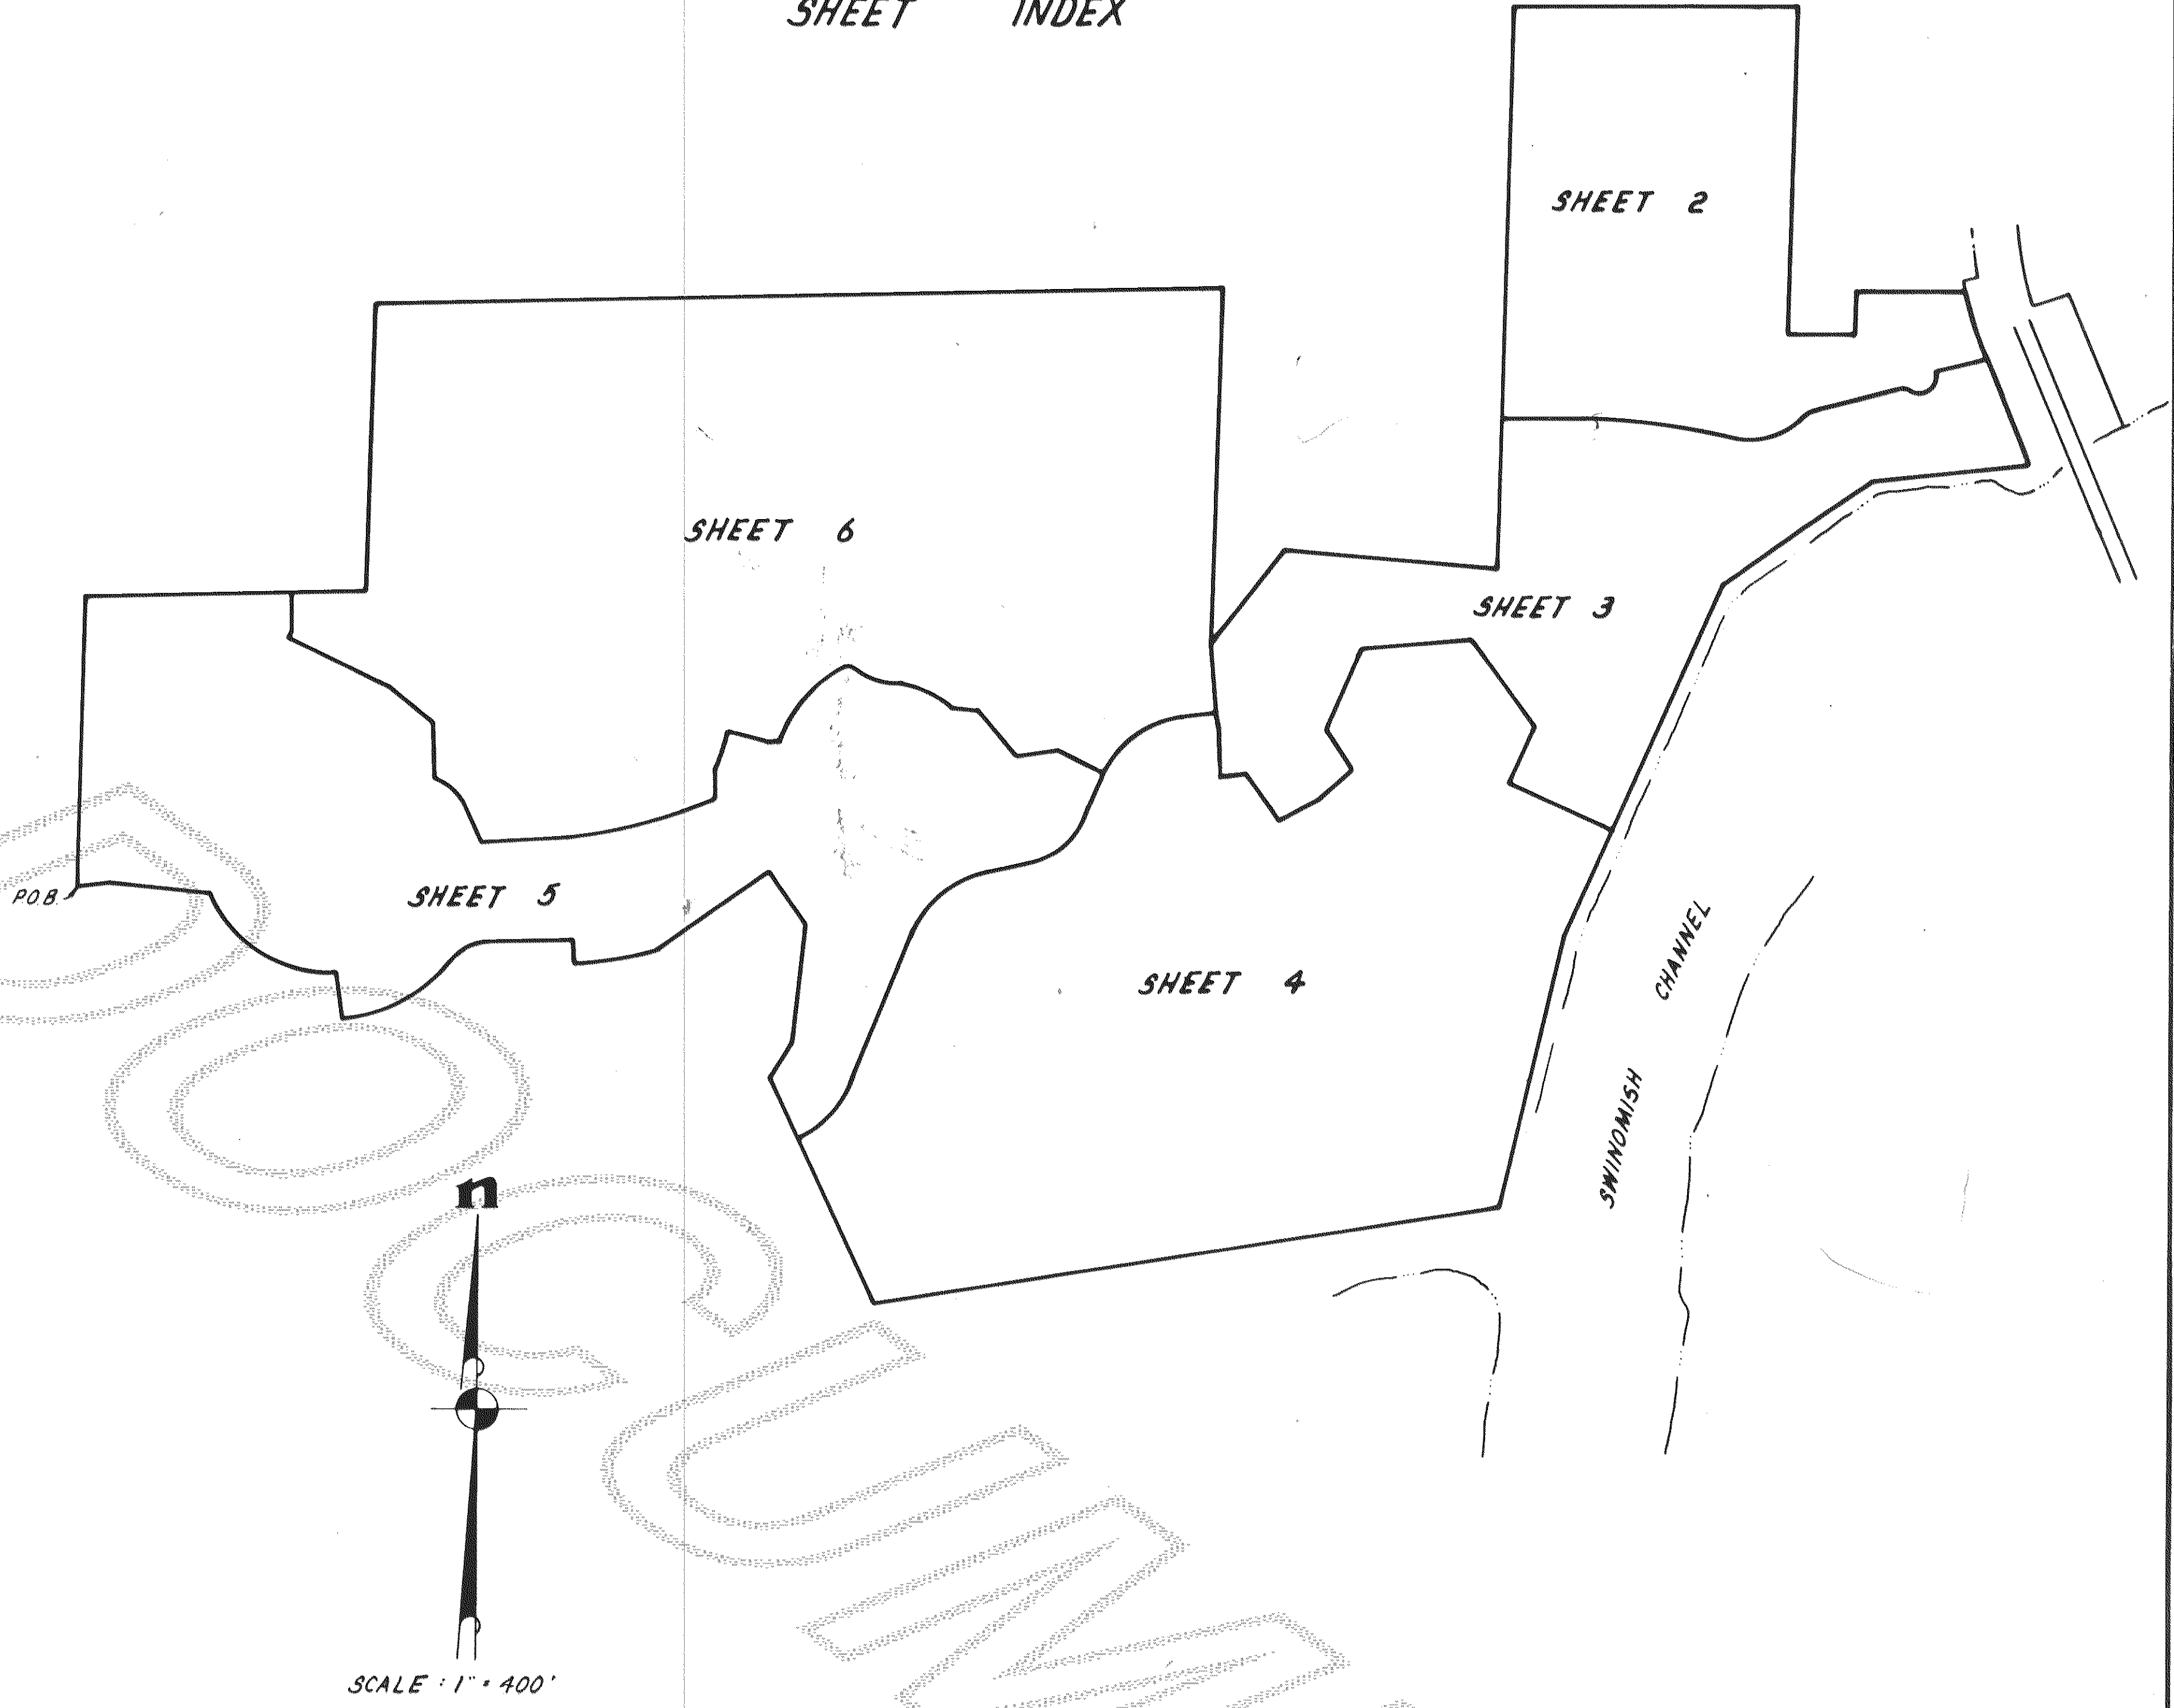 SHEET INDEX
SHEET 2
SHEET 6
SHEET 3
P.O.B.
SHEET 5
SHEET 4
CHANNEL
SWINOMISH
n
SCALE : 1" = 400'